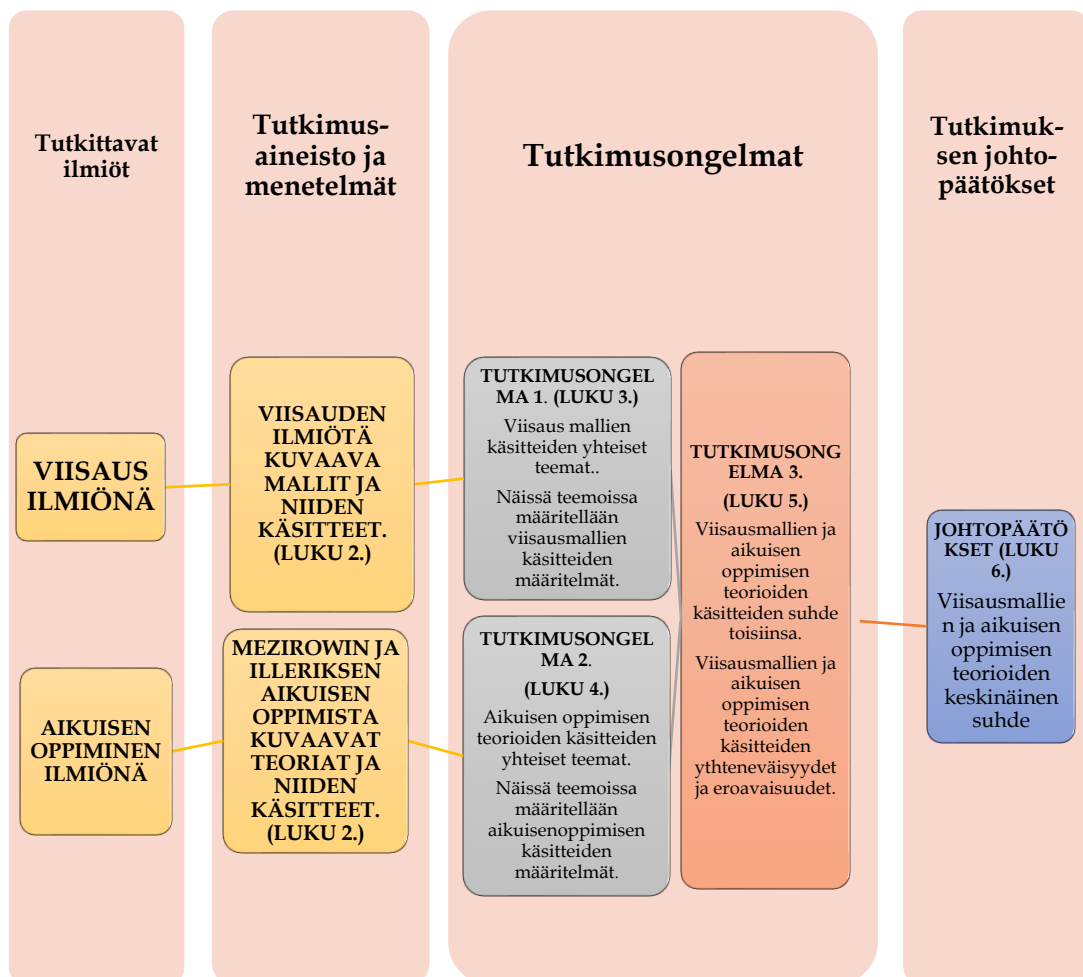 Tutkittavat
ilmiöt
Tutkimus-
aineisto ja
menetelmät
Tutkimusongelmat
Tutkimuk-
sen johto-
päätökset
VIISAUS
ILMIÖNÄ
AIKUISEN
OPPIMINEN
ILMIÖNÄ
VIISAUDEN
ILMIÖTÄ
KUVAAVA
MALLIT JA
NIIDEN
KÄSITTEET.
(LUKU 2.)
MEZIROWIN JA
ILLERIKSEN
AIKUISEN
OPPIMISTA
KUVAAVAT
TEORIAT JA
NIIDEN
KÄSITTEET.
(LUKU 2.)
TUTKIMUSONGEL
MA 1. (LUKU 3.)
Viisaus mallien
käsitteiden yhteiset
teemat..
Näissä teemoissa
määritellään
viisausmallien
käsitteiden
määritelmät.
TUTKIMUSONGEL
MA 2.
(LUKU 4.)
Aikuisen oppimisen
teorioiden käsitteiden
yhteiset teemat.
Näissä teemoissa
määritellään
aikuisenoppimisen
käsitteiden
määritelmät.
TUTKIMUSONG
ELMA 3.
(LUKU 5.)
Viisausmallien ja
aikuisen
oppimisen
teorioiden
käsitteiden suhde
toisiinsa.
Viisausmallien ja
aikuisen
oppimisen
teorioiden
käsitteiden
ythteneväisyydet
ja eroavaisuudet.
JOHTOPÄÄTÖ
KSET (LUKU
6.)
Viisausmallie
n ja aikuisen
oppimisen
teorioiden
keskinäinen
suhde